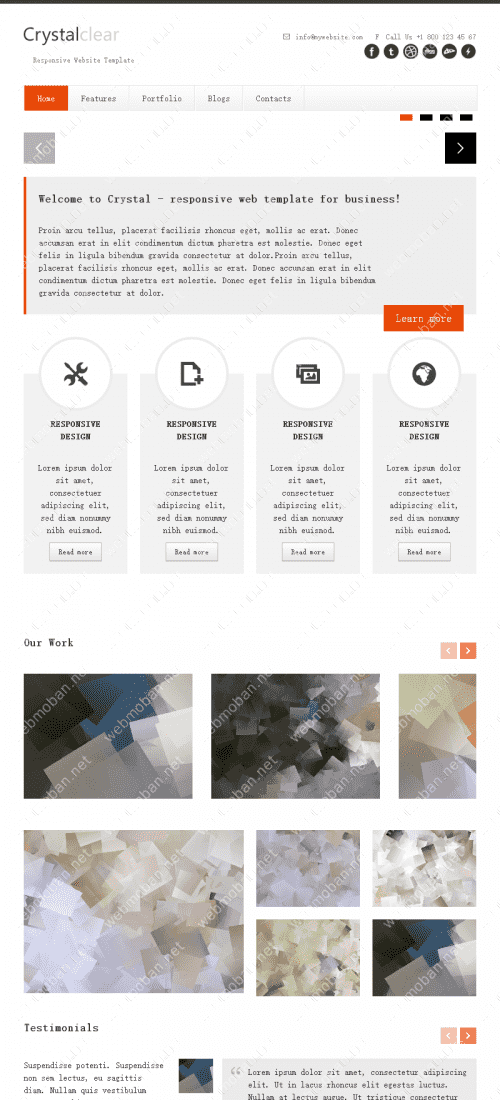 Crystalclear
info@mywebsite.com F Call Us +1 800 123 45 67
Responsive Website Template
Home Features Portfolio Blogs Contacts
Welcome to Crystal - responsive web template for business!
Proin arcu tellus, placerat facilisis rhoncus eget, mollis ac erat. Donec
accumsan erat in elit condimentum dictum pharetra est molestie. Donec eget
felis in ligula bibendum gravida consectetur at dolor.Proin arcu tellus,
placerat facilisis rhoncus eget, mollis ac erat. Donec accumsan erat in elit
condimentum dictum pharetra est molestie. Donec eget felis in ligula bibendum
gravida consectetur at dolor.
Learn more
RESPONSIVE
DESIGN
Lorem ipsum dolor
sit amet,
consectetuer
adipiscing elit,
sed diam nonummy
nibh euismod.
Read more
RESPONSIVE
DESIGN
Lorem ipsum dolor
sit amet,
consectetuer
adipiscing elit,
sed diam nonummy
nibh euismod.
Read more
RESPONSIVE
DESIGN
Lorem ipsum dolor
sit amet,
consectetuer
adipiscing elit,
sed diam nonummy
nibh euismod.
Read more
RESPONSIVE
DESIGN
Lorem ipsum dolor
sit amet,
consectetuer
adipiscing elit,
sed diam nonummy
nibh euismod.
Read more
Our Work
webmoban.net
webmoban.net
webmoban.net
webmoban.net
Testimonials
Suspendisse potenti. Suspendisse
non sem lectus, eu sagittis
diam. Nullam quis vestibulum
Lorem ipsum dolor sit amet, consectetur adipiscing
elit. Ut in lacus rhoncus elit egestas luctus.
Nullam at lectus augue. Ut tristique consectetur